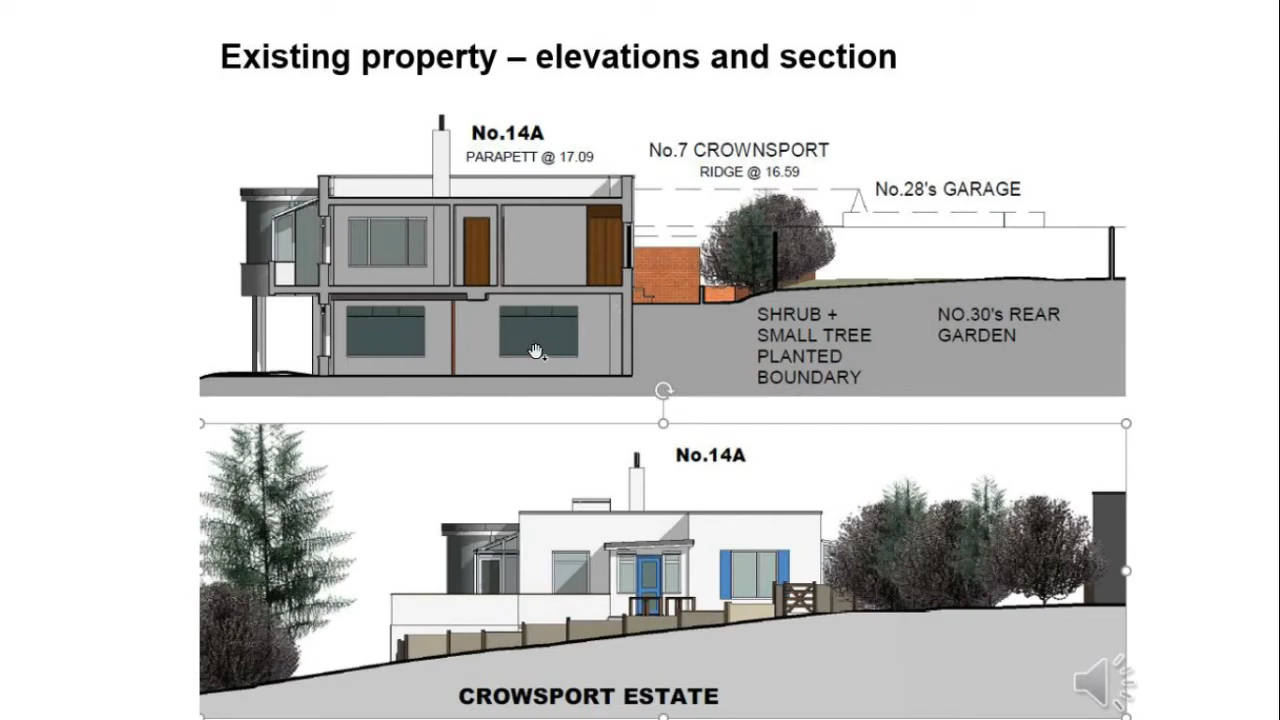 Existing property – elevations and section
No.14A
PARAPETT @ 17.09
No.7 CROWNSPORT
RIDGE @ 16.59
No.28's GARAGE
SHRUB +
SMALL TREE
PLANTED
BOUNDARY
NO.30's REAR
GARDEN
No.14A
CROWSPORT ESTATE